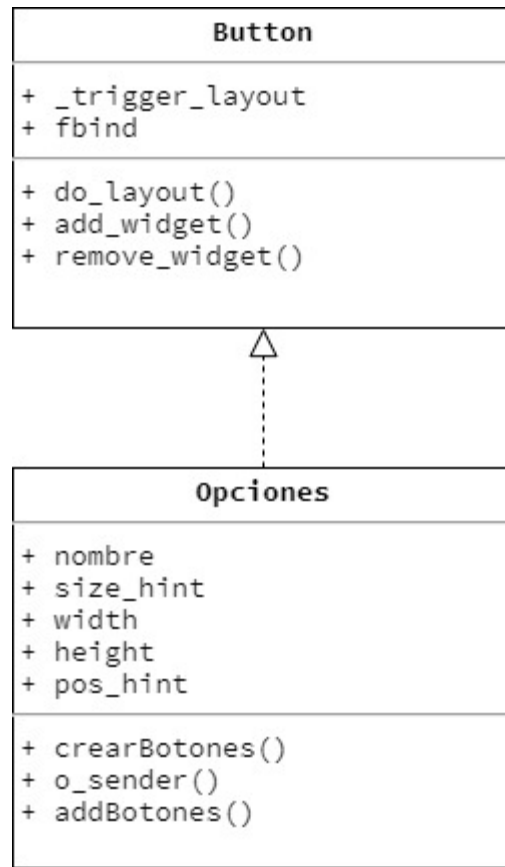 Button
+ _trigger_layout
+ fbind
+ do_layout()
+ add_widget()
+ remove_widget()
Opciones
+ nombre
+ size_hint
+ width
+ height
+ pos_hint
+ crearBotones()
+ o_sender()
+ addBotones()